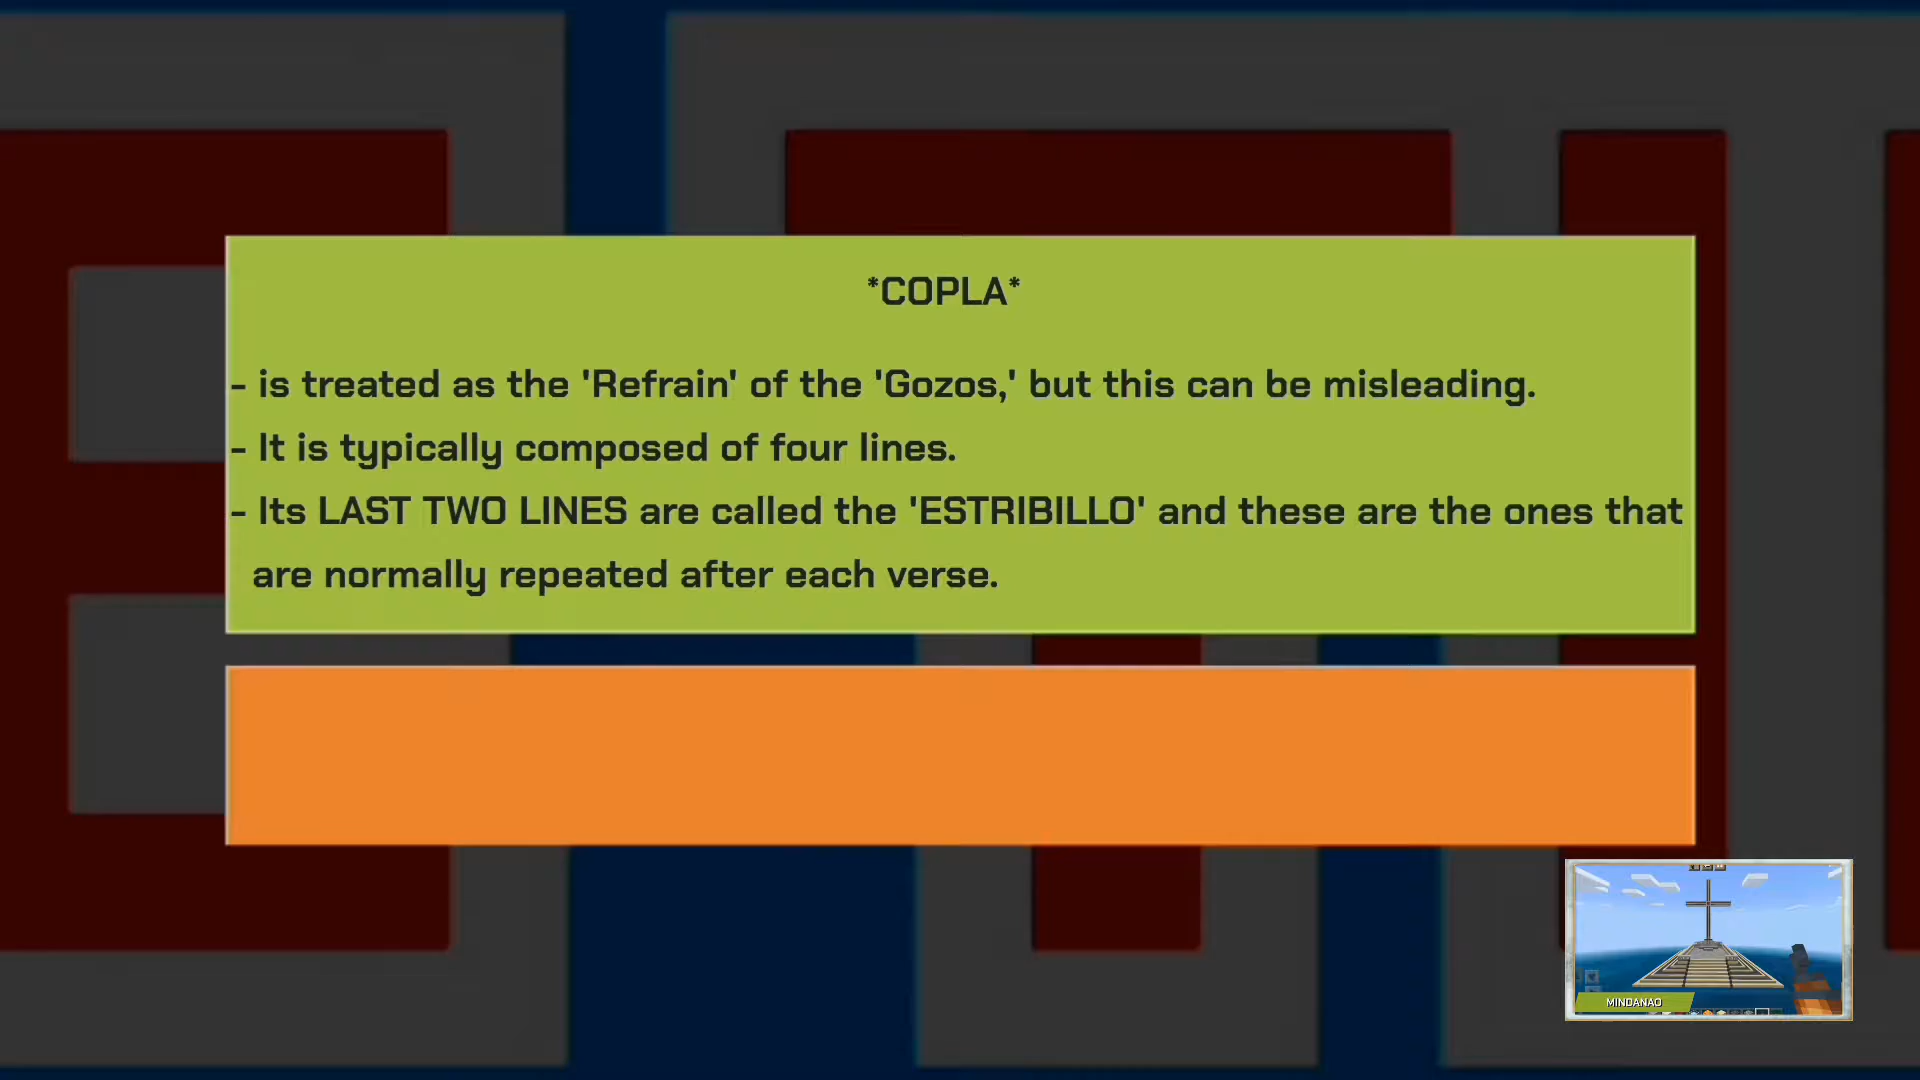 *COPLA*
- is treated as the 'Refrain' of the 'Gozos,' but this can be misleading.
- It is typically composed of four lines.
- Its LAST TWO LINES are called the 'ESTRIBILLO' and these are the ones that
are normally repeated after each verse.
MINDANAO